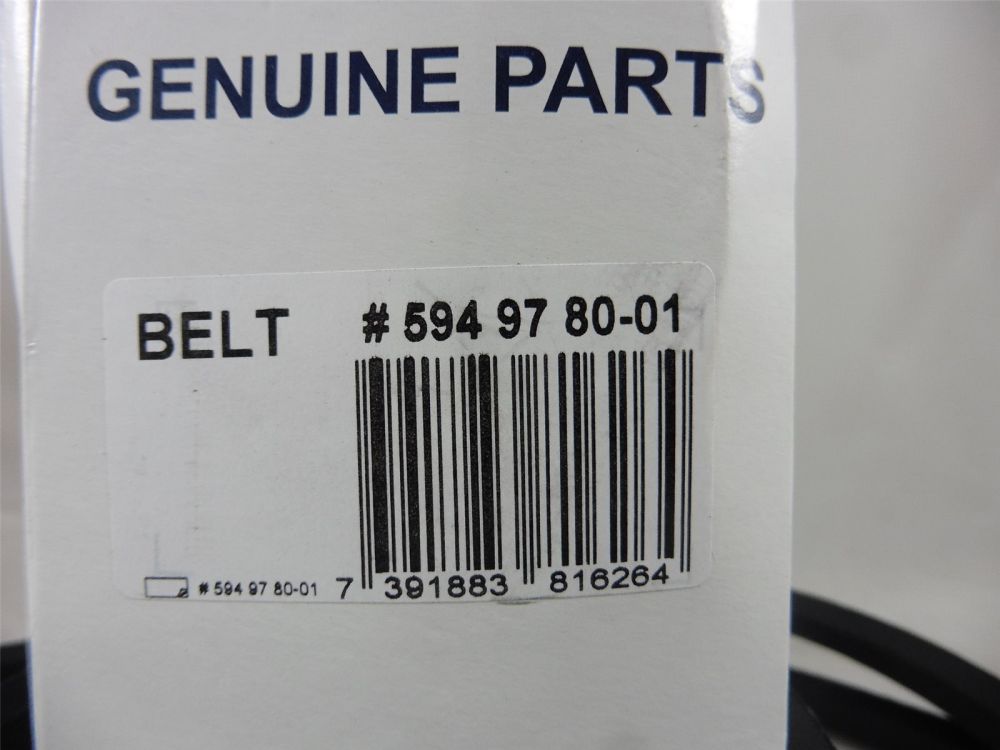 GENUINE PARTS
BELT # 594 97 80-01
# 594 97 80-01 7 391883 816264